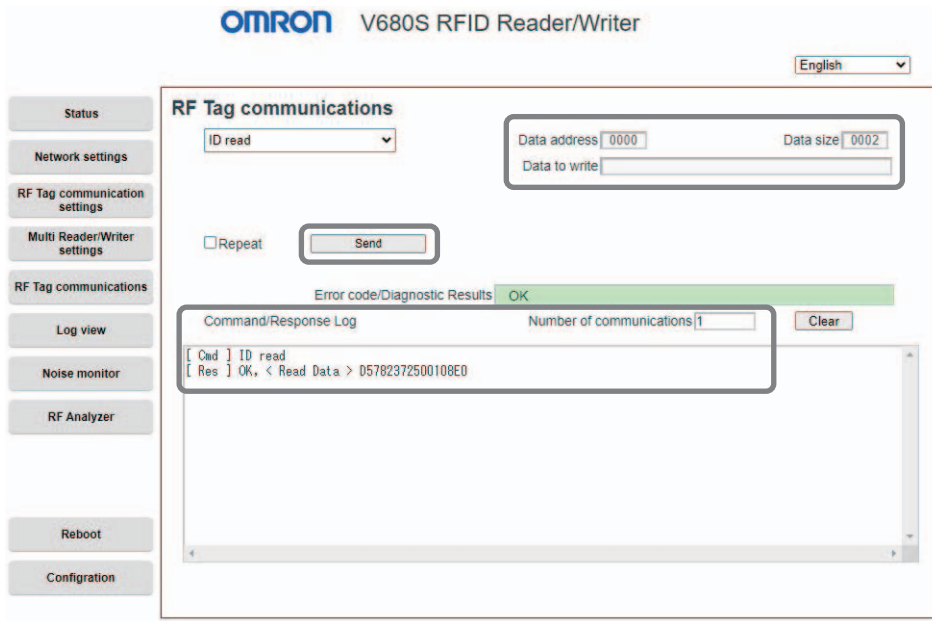 OMRON V680S RFID Reader/Writer
English
Status
Network settings
RF Tag communication
settings
Multi Reader/Writer
settings
RF Tag communications
Log view
Noise monitor
RF Analyzer
Reboot
Configration
RF Tag communications
ID read
Data address 0000 Data size 0002
Data to write
Repeat Send
Error code/Diagnostic Results OK
Command/Response Log Number of communications 1 Clear
[ Cmd ] ID read
[ Res ] OK, < Read Data > D5782372500108E0